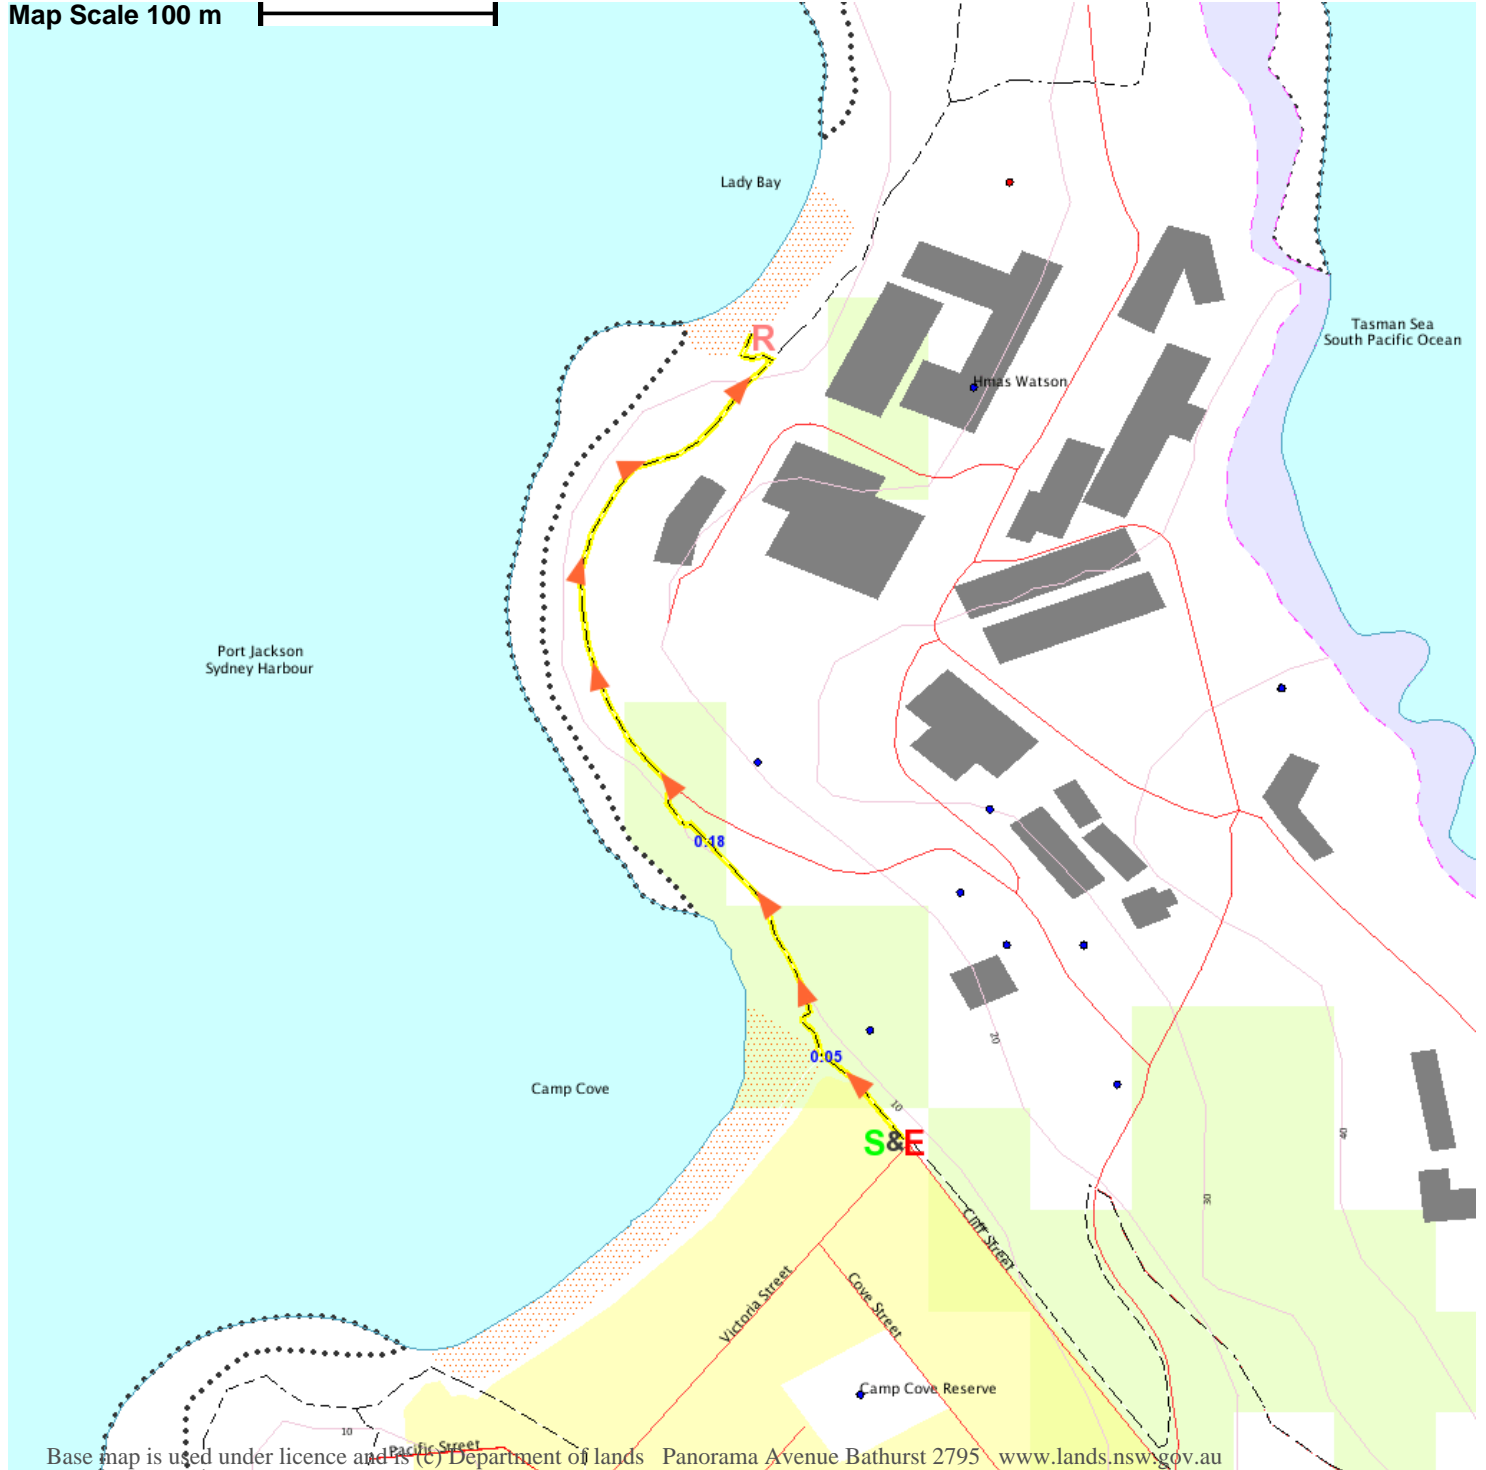 Map Scale 100 m
Lady Bay
Tasman Sea
South Pacific Ocean
R
Hmas Watson
Port Jackson
Sydney Harbour
0:18
0:05
20
Camp Cove
10
S&E
40
30
Cliff Street
Victoria Street
Cove Street
Camp Cove Reserve
10
Pacific Street
Base map is used under licence and is (c) Department of lands Panorama Avenue Bathurst 2795 www.lands.nsw.gov.au